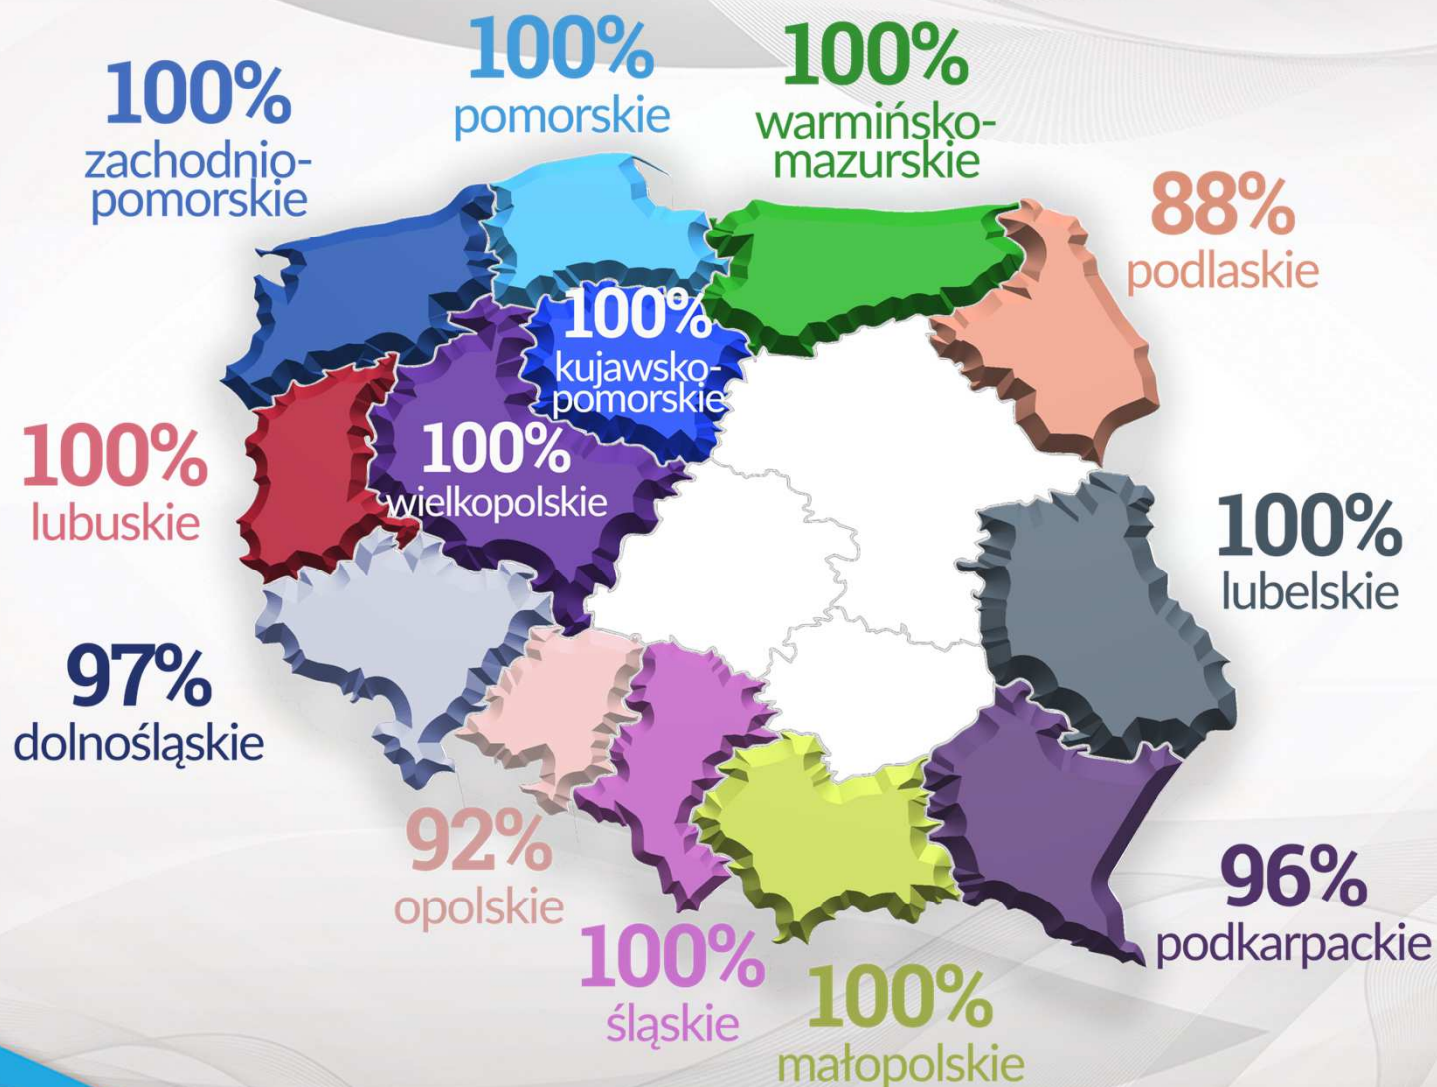 100%
pomorskie
100%
warmińsko-
mazurskie
100%
zachodnio-
pomorskie
88%
podlaskie
100%
kujawsko-
pomorskie
100%
lubuskie
100%
wielkopolskie
100%
lubelskie
97%
dolnośląskie
92%
opolskie
96%
podkarpackie
100%
śląskie
100%
małopolskie